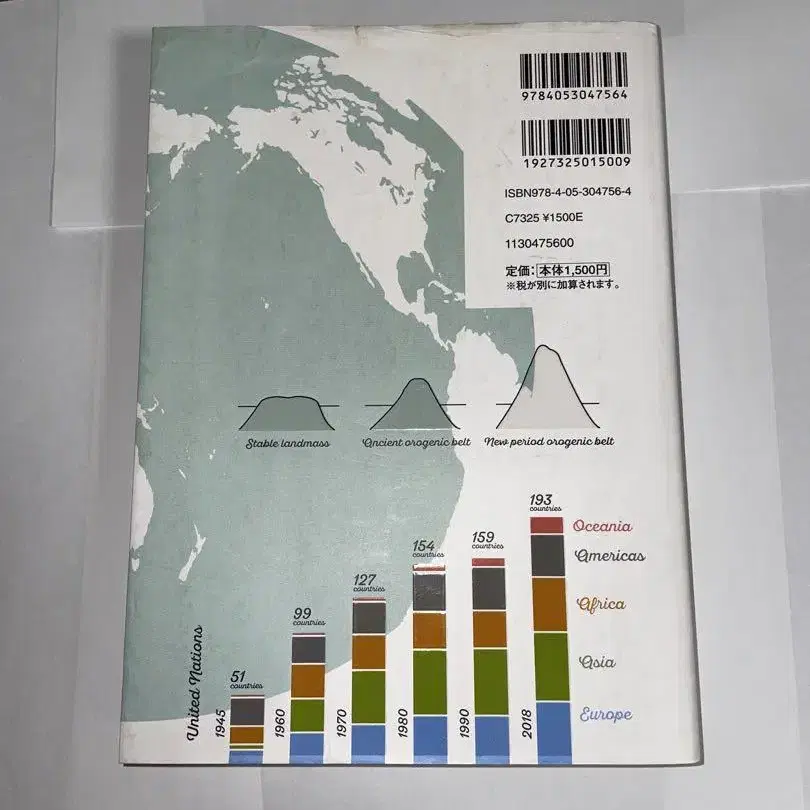 9784053047564
1927325015009
ISBN978-4-05-304756-4
C7325 ¥1500E
1130475600
定価：本体1,500円
※税が別に加算されます。
Stable landmass
Ancient orogenic belt
New period orogenic belt
United Nations
51
countries
1945
99
countries
1960
127
countries
1970
154
countries
1980
159
countries
1990
193
countries
2018
Oceania
Americas
Africa
Asia
Europe